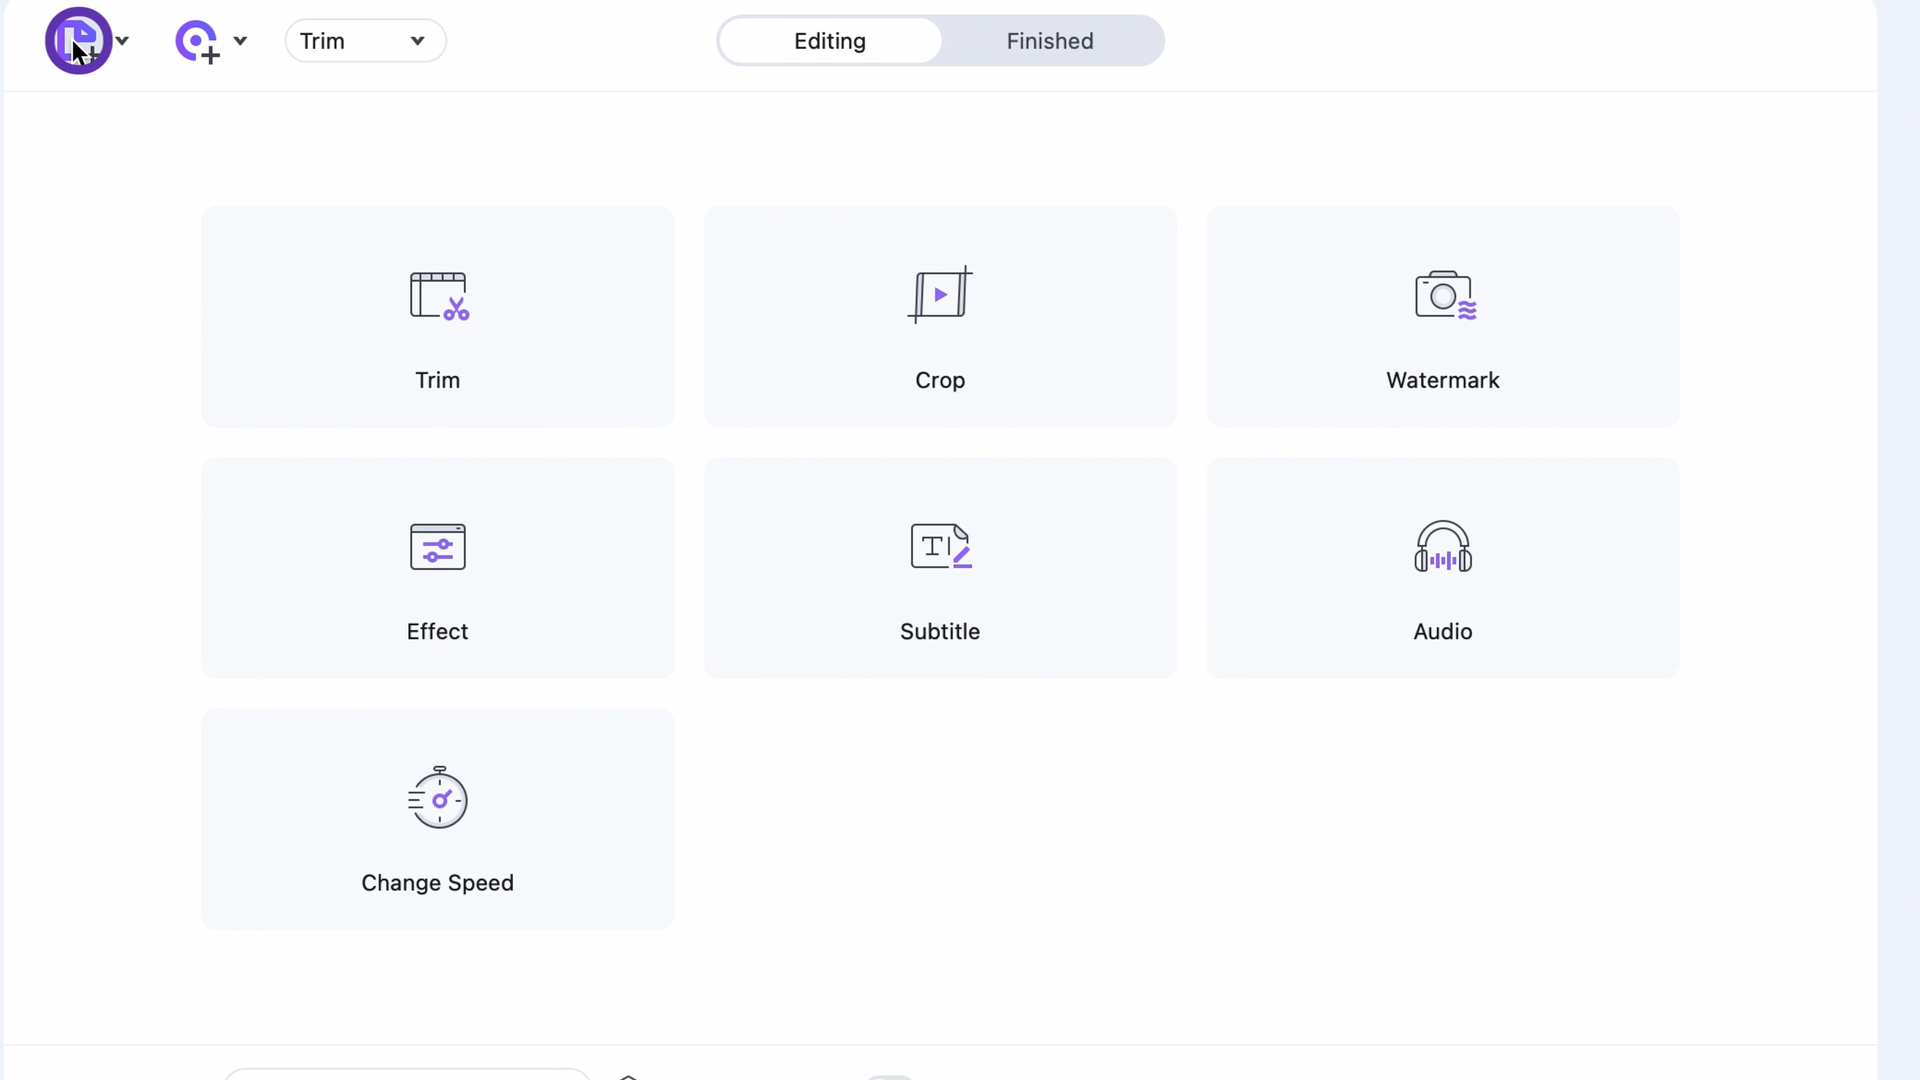 Trim
Editing
Finished
Trim
Crop
Watermark
Effect
Subtitle
Audio
Change Speed